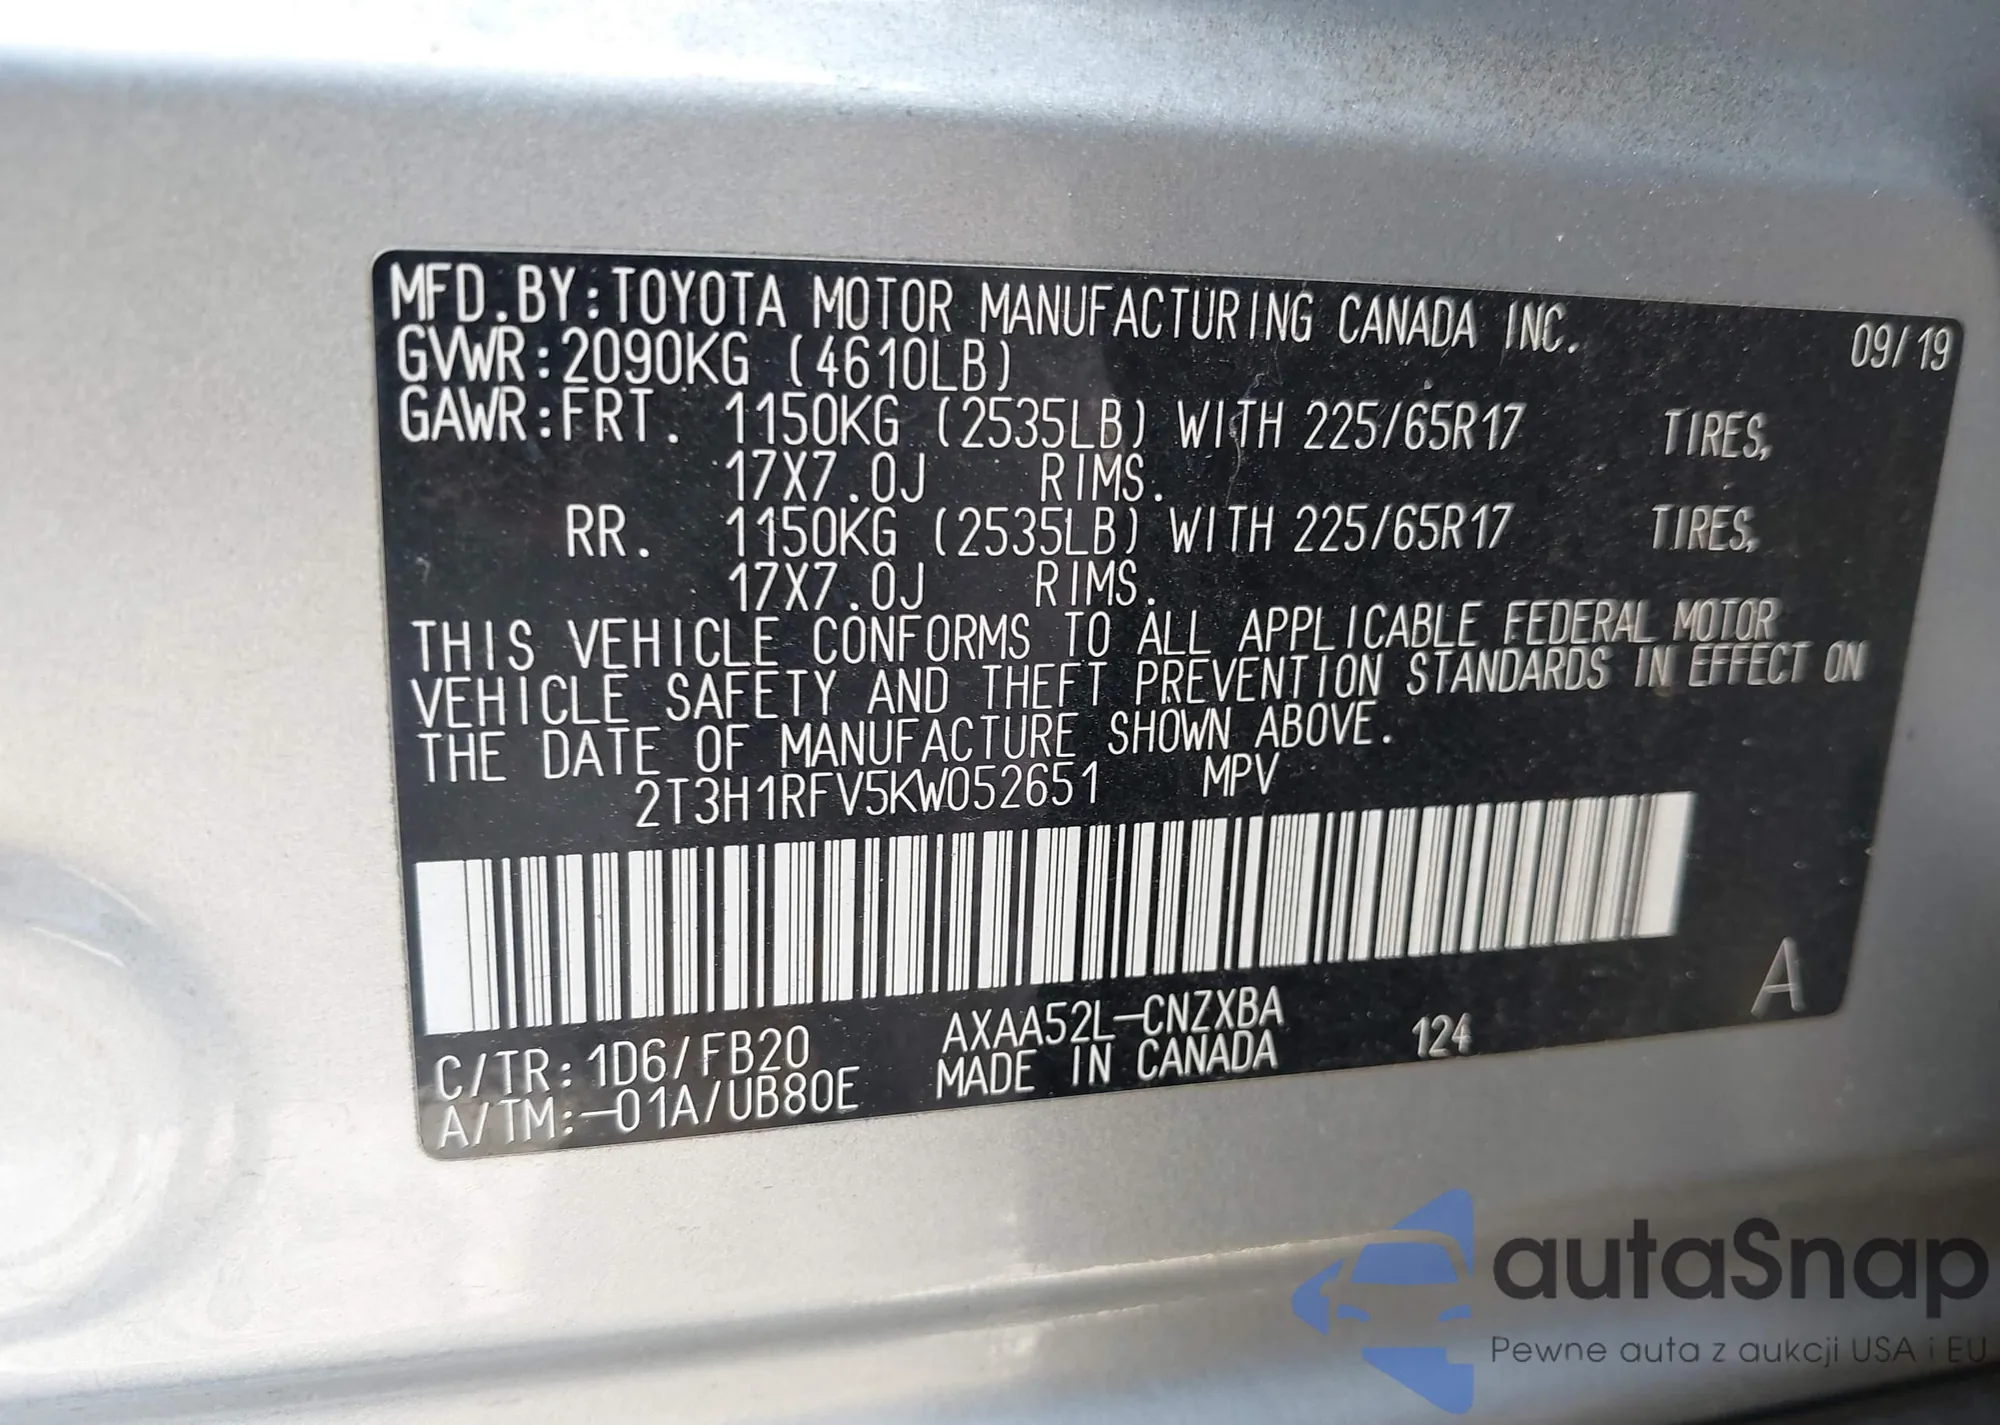 MFD.BY:TOYOTA MOTOR MANUFACTURING CANADA INC. 09/19
GVWR:2090KG (4610LB)
GAWR:FRT. 1150KG (2535LB) WITH 225/65R17 TIRES,
17X7.0J RIMS.
RR. 1150KG (2535LB) WITH 225/65R17 TIRES,
17X7.0J RIMS.
THIS VEHICLE CONFORMS TO ALL APPLICABLE FEDERAL MOTOR
VEHICLE SAFETY AND THEFT PREVENTION STANDARDS IN EFFECT ON
THE DATE OF MANUFACTURE SHOWN ABOVE.
2T3H1RFV5KW052651 MPV
A
C/TR:1D6/FB20 AXAA52L-CNZXBA 124
A/TM:-01A/UB80E MADE IN CANADA
autaSnap
Pewne auta z aukcji USA i EU